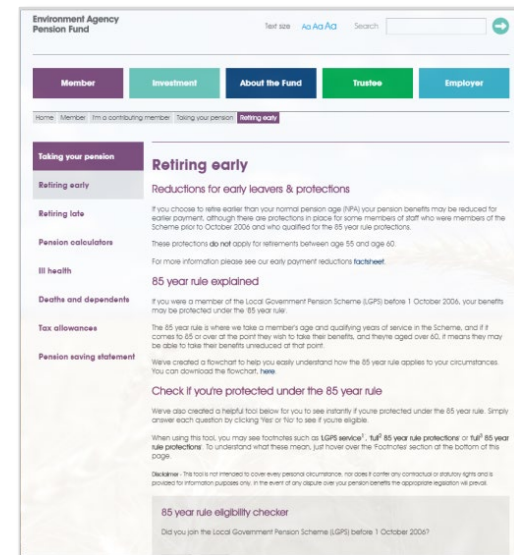 Environment Agency
Pension Fund
Text size Aa Aa Aa Search
Member Investment About the Fund Trustee Employer
Home Member I'm a contributing member Taking your pension Retiring early
Taking your pension
Retiring early
Retiring late
Pension calculators
Ill health
Deaths and dependents
Tax allowances
Pension saving statement
Retiring early
Reductions for early leavers & protections
If you choose to retire earlier than your normal pension age (NPA) your pension benefits may be reduced for
earlier payment, although there are protections in place for some members of staff who were members of the
Scheme prior to October 2006 and who qualified for the 85 year rule protections.
These protections do not apply for retirements between age 55 and age 60.
For more information please see our early payment reductions factsheet.
85 year rule explained
If you were a member of the Local Government Pension Scheme (LGPS) before 1 October 2006, your benefits
may be protected under the '85 year rule'.
The 85 year rule is where we take a member's age and qualifying years of service in the Scheme, and if it
comes to 85 or over at the point they wish to take their benefits, and they're aged over 60, it means they may
be able to take their benefits unreduced at that point.
We've created a flowchart to help you easily understand how the 85 year rule applies to your circumstances.
You can download the flowchart, here.
Check if you're protected under the 85 year rule
We've also created a helpful tool below for you to see instantly if you're protected under the 85 year rule. Simply
answer each question by clicking 'Yes' or 'No' to see if you're eligible.
When using this tool, you may see footnotes such as 'LGPS service¹', 'full² 85 year rule protections' or 'full³ 85 year
rule protections'. To understand what these mean, just hover over the 'Footnotes' section at the bottom of this
page.
Disclaimer - This tool is not intended to cover every personal circumstance, nor does it confer any contractual or statutory rights and is
provided for information purposes only. In the event of any dispute over your pension benefits the appropriate legislation will prevail.
85 year rule eligibility checker
Did you join the Local Government Pension Scheme (LGPS) before 1 October 2006?